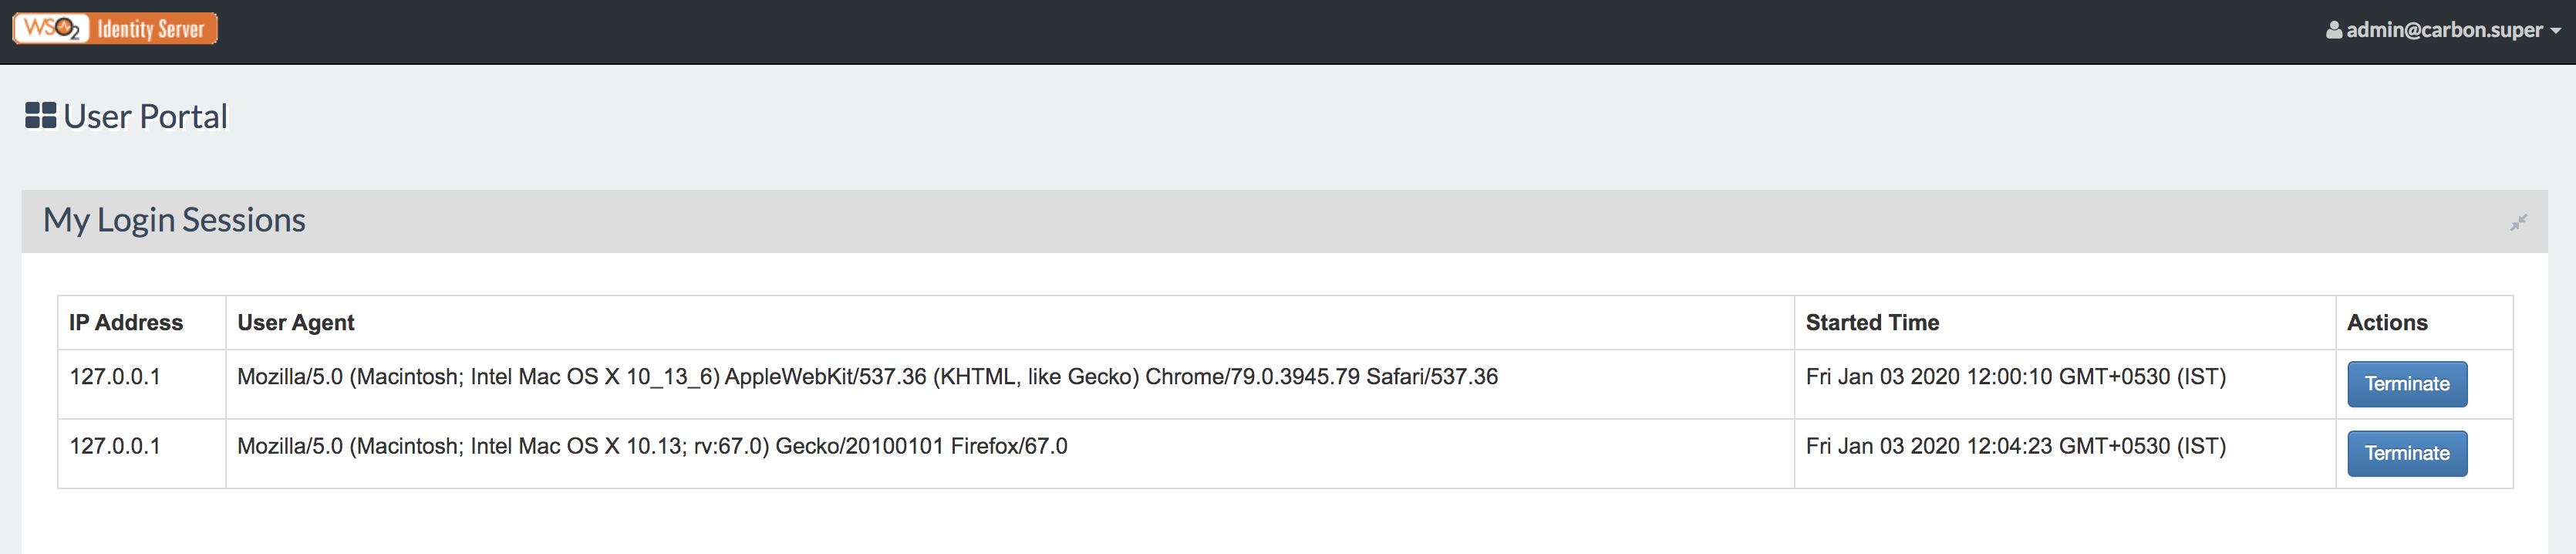 WSO2 Identity Server
admin@carbon.super
User Portal
My Login Sessions
IP Address User Agent Started Time Actions
127.0.0.1 Mozilla/5.0 (Macintosh; Intel Mac OS X 10_13_6) AppleWebKit/537.36 (KHTML, like Gecko) Chrome/79.0.3945.79 Safari/537.36 Fri Jan 03 2020 12:00:10 GMT+0530 (IST) Terminate
127.0.0.1 Mozilla/5.0 (Macintosh; Intel Mac OS X 10.13; rv:67.0) Gecko/20100101 Firefox/67.0 Fri Jan 03 2020 12:04:23 GMT+0530 (IST) Terminate